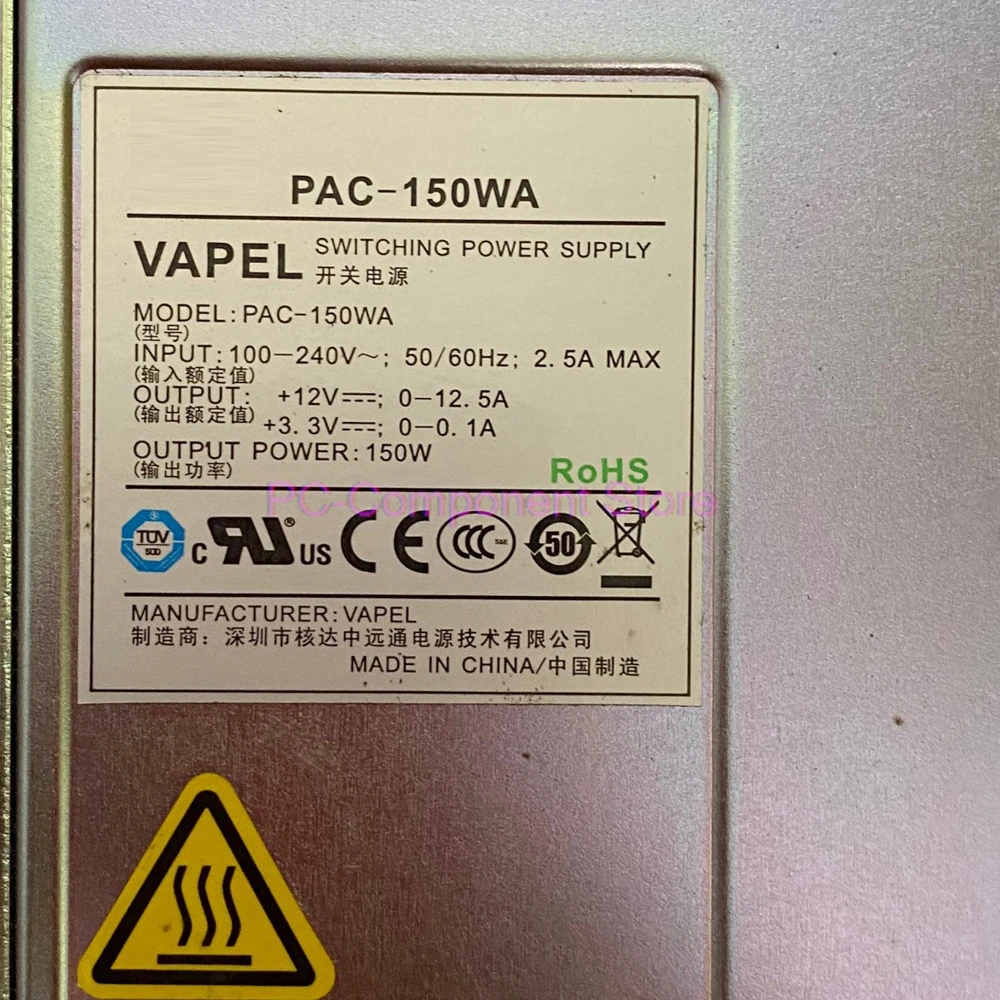 PAC-150WA
VAPEL SWITCHING POWER SUPPLY
开关电源
MODEL: PAC-150WA
(型号)
INPUT: 100-240V~; 50/60Hz; 2.5A MAX
(输入额定值)
OUTPUT: +12V⎓; 0-12.5A
(输出额定值) +3.3V⎓; 0-0.1A
OUTPUT POWER: 150W
(输出功率)
RoHS
PC Component Store
TÜV
SÜD
c RU® US CE CCC S&E 50
MANUFACTURER: VAPEL
制造商: 深圳市核达中远通电源技术有限公司
MADE IN CHINA/中国制造